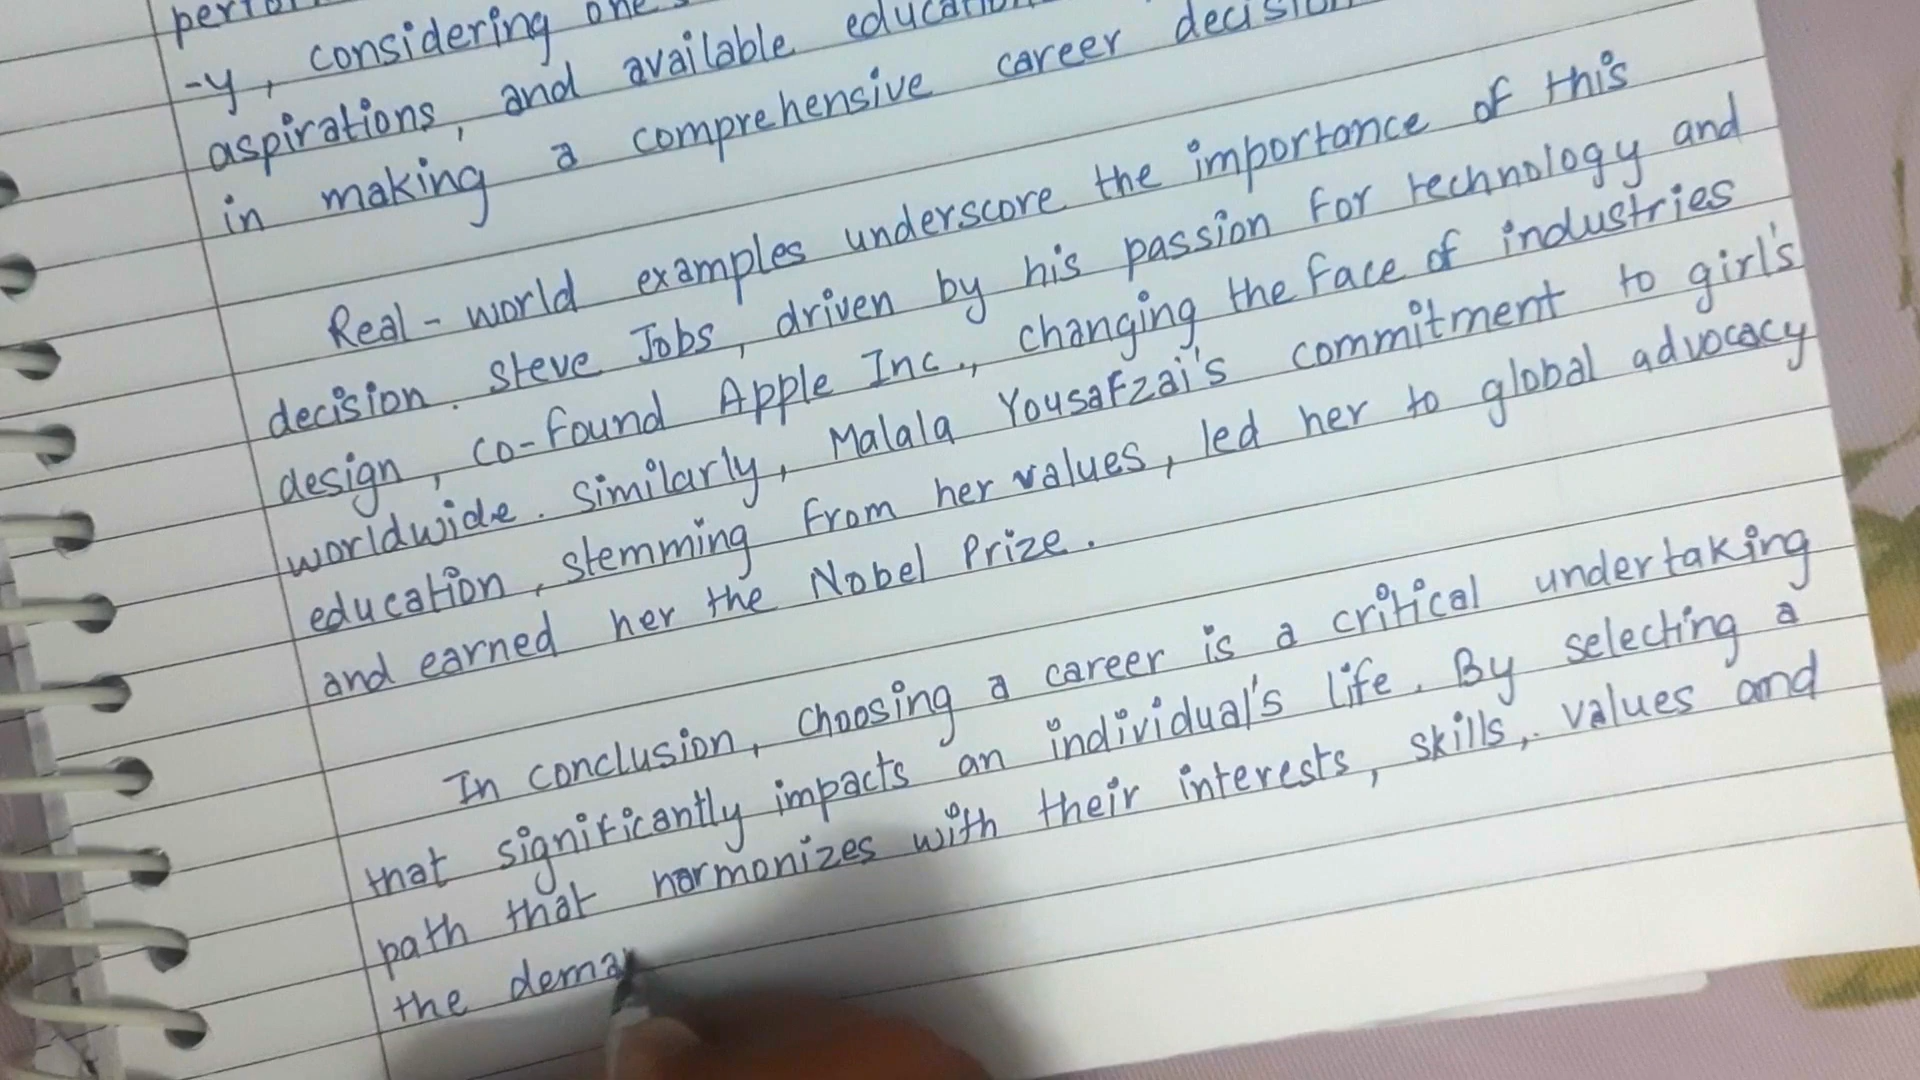 -y, considering one
aspirations, and available
in making a comprehensive career
Real - world examples underscore the importance of this
decision. Steve Jobs, driven by his passion for technology and
design, co-found Apple Inc., changing the face of industries
worldwide. Similarly, Malala Yousafzai's commitment to girl's
education, stemming from her values, led her to global advocacy
and earned her the Nobel Prize.
In conclusion, choosing a career is a critical undertaking
that significantly impacts an individual's life. By selecting a
path that harmonizes with their interests, skills, values and
the